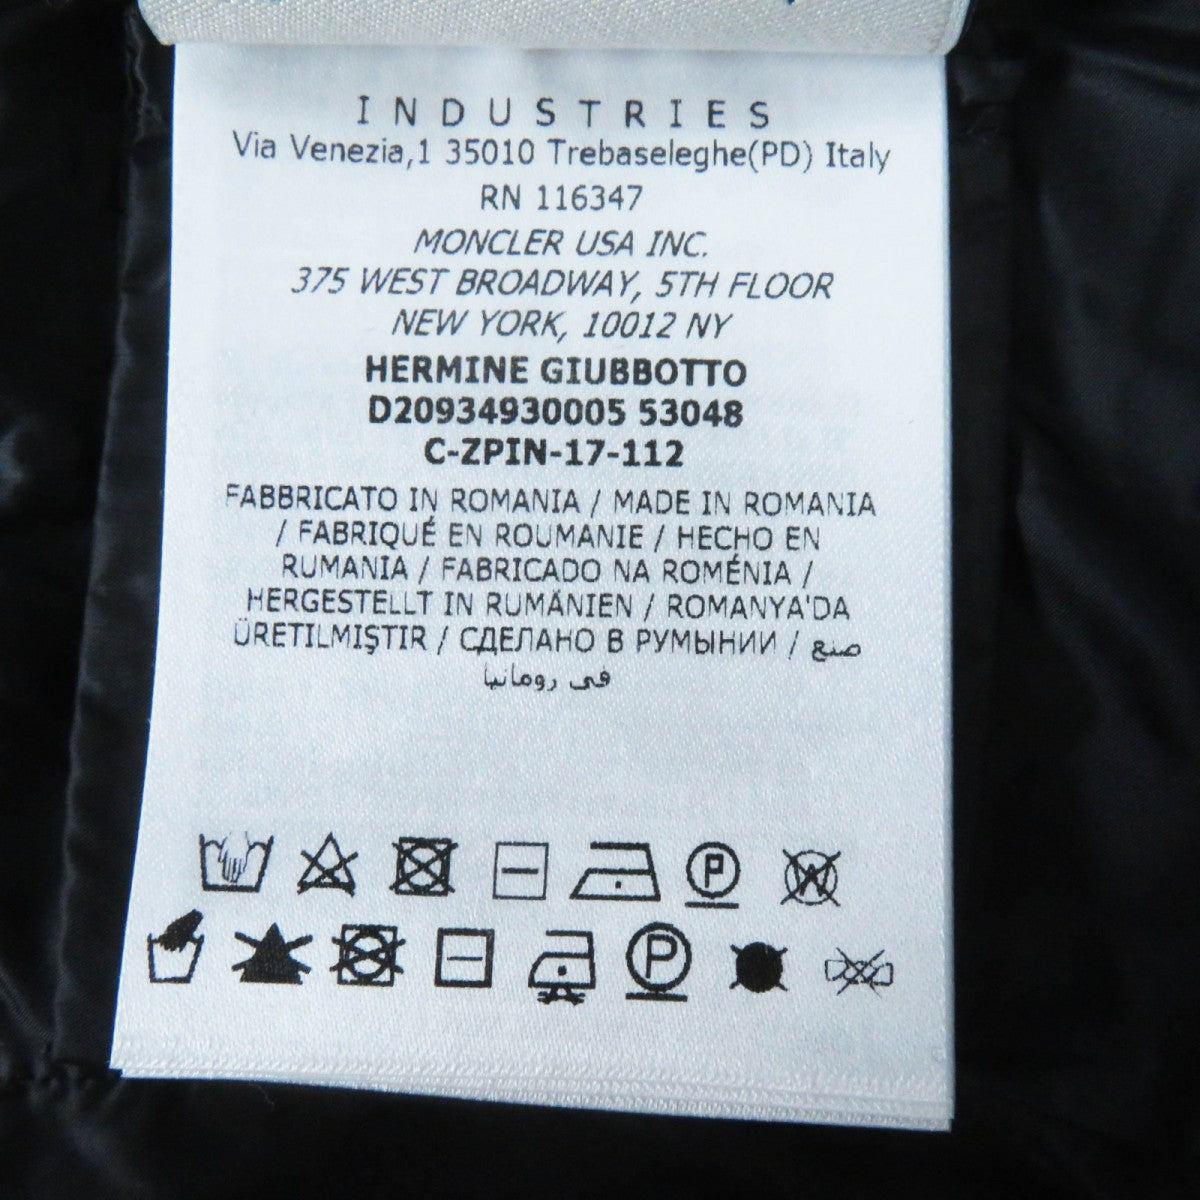 INDUSTRIES
Via Venezia,1 35010 Trebaseleghe(PD) Italy
RN 116347
MONCLER USA INC.
375 WEST BROADWAY, 5TH FLOOR
NEW YORK, 10012 NY
HERMINE GIUBBOTTO
D20934930005 53048
C-ZPIN-17-112
FABBRICATO IN ROMANIA / MADE IN ROMANIA
/ FABRIQUÉ EN ROUMANIE / HECHO EN
RUMANIA / FABRICADO NA ROMÉNIA /
HERGESTELLT IN RUMÄNIEN / ROMANYA'DA
ÜRETILMIŞTIR / СДЕЛАНО В РУМЫНИИ / صنع
في رومانيا
P W
P